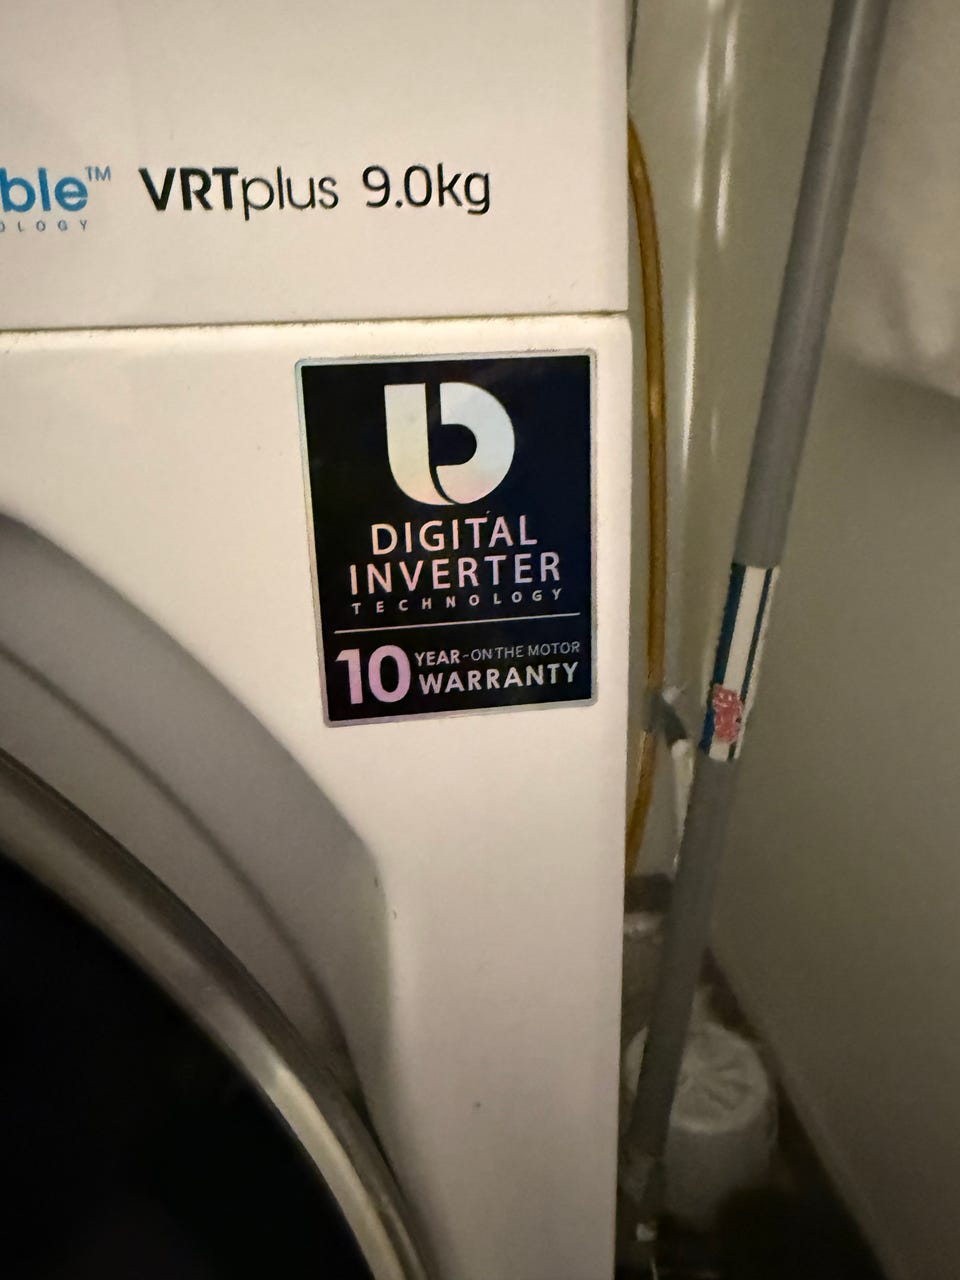 ble™ VRTplus 9.0kg
OLOGY
DIGITAL
INVERTER
TECHNOLOGY
10 YEAR-ON THE MOTOR
WARRANTY